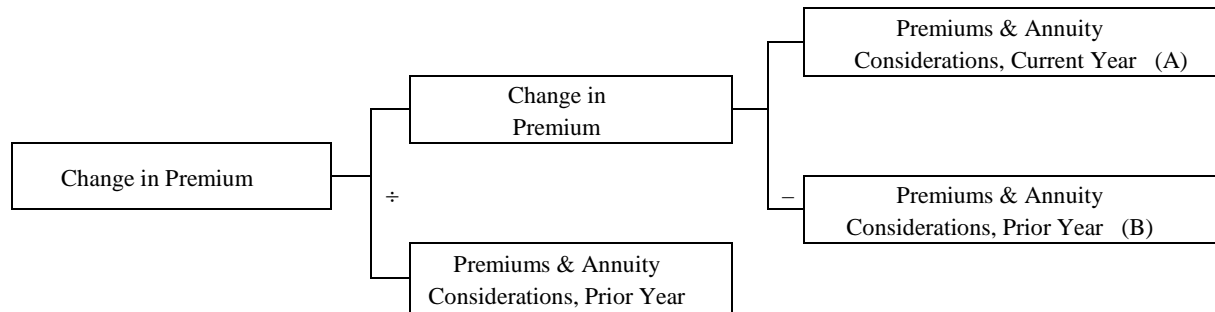 Premiums & Annuity
Considerations, Current Year (A)
Change in
Premium
Change in Premium
÷
–
Premiums & Annuity
Considerations, Prior Year (B)
Premiums & Annuity
Considerations, Prior Year